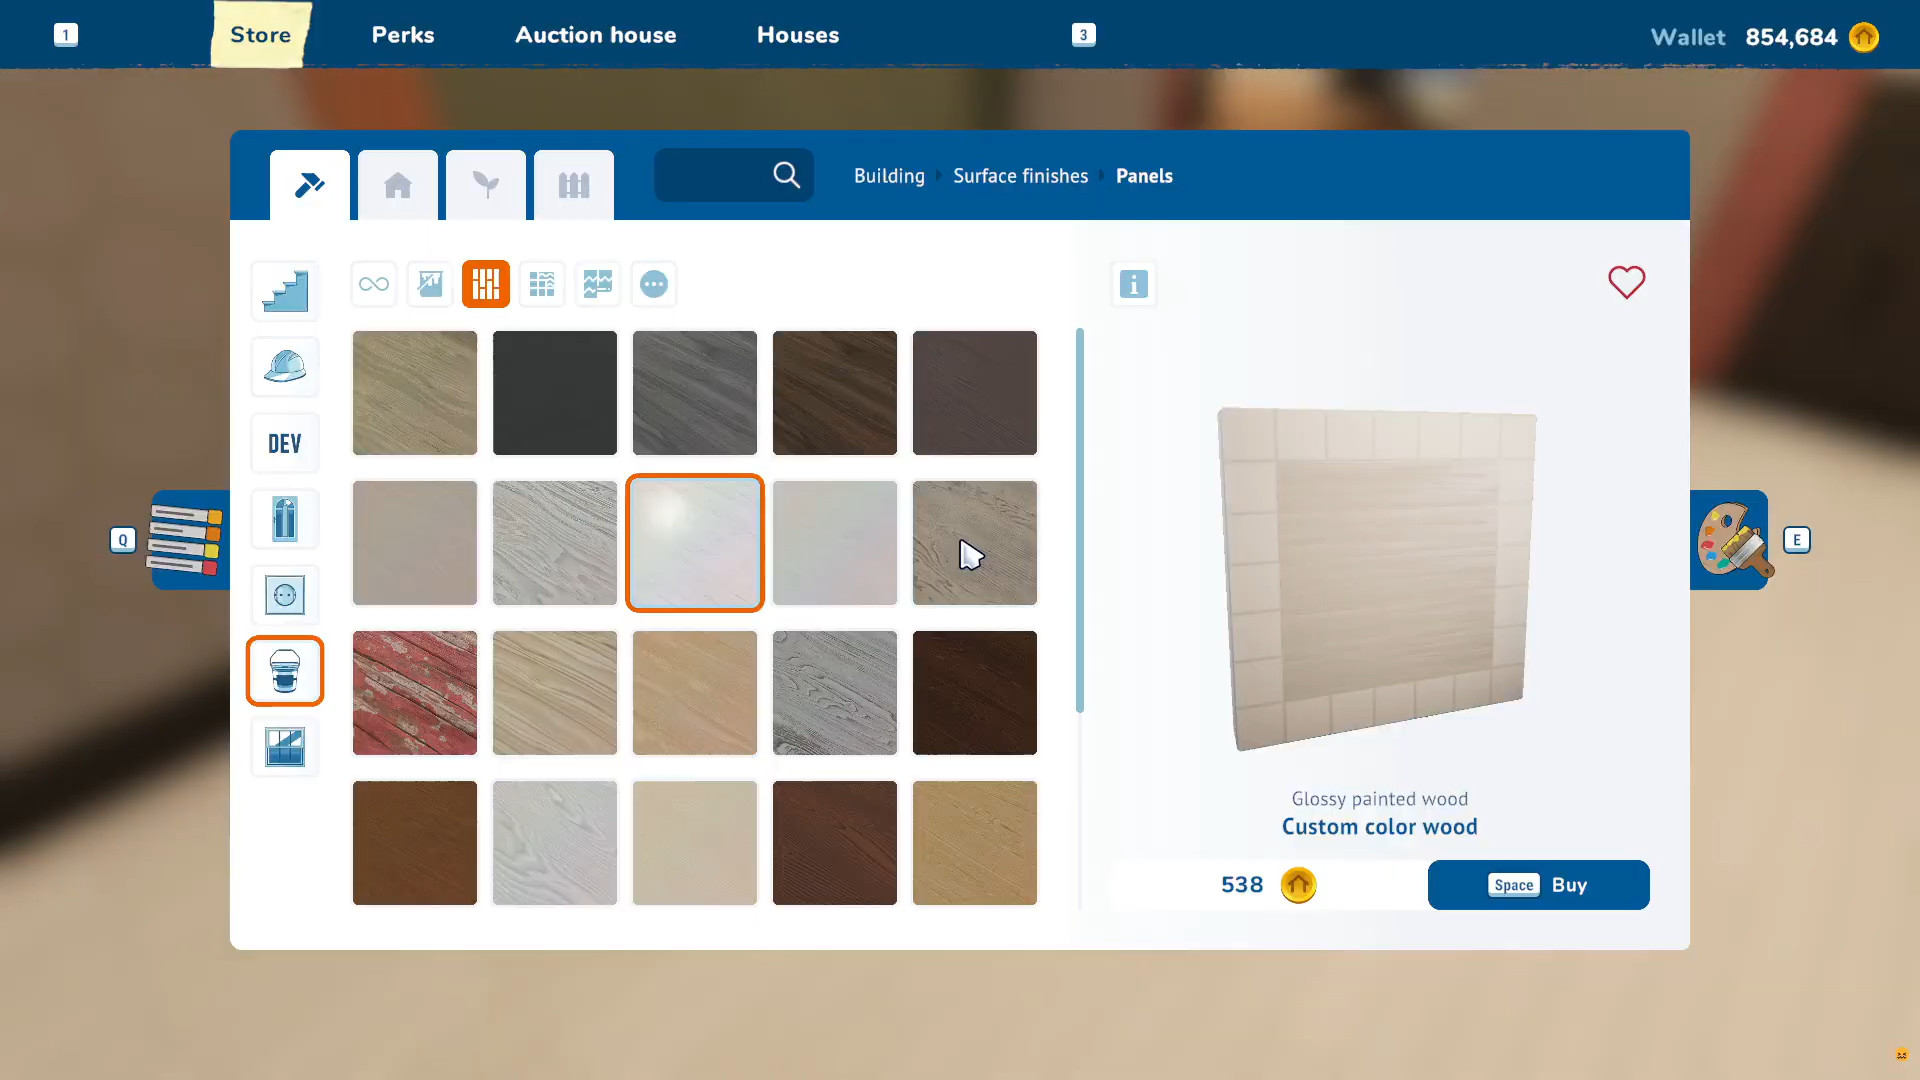 1
Store
Perks
Auction house
Houses
3
Wallet 854,684
Building
Surface finishes
Panels
DEV
i
Q
E
Glossy painted wood
Custom color wood
538
Space
Buy